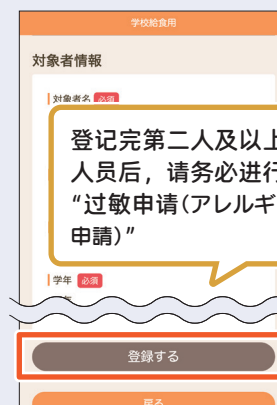 学校給食用
対象者情報
対象者名 必須
登记完第二人及以上
人员后，请务必进行
“过敏申请(アレルギ
申請)”
学年 必須
登録する
戻る